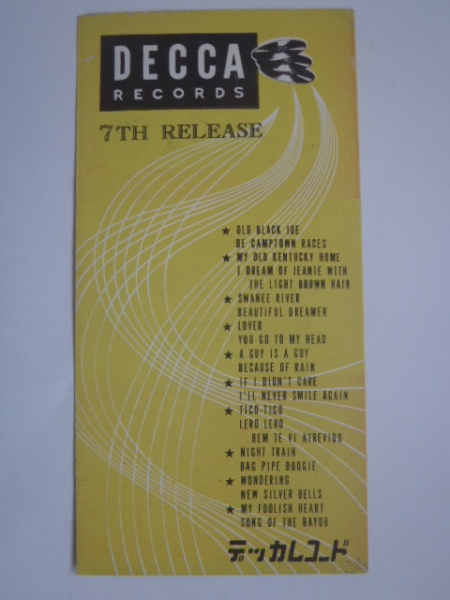 DECCA
RECORDS
7TH RELEASE
★ OLD BLACK JOE
DE CAMPTOWN RACES
★ MY OLD KENTUCKY HOME
I DREAM OF JEANIE WITH
THE LIGHT BROWN HAIR
★ SWANEE RIVER
BEAUTIFUL DREAMER
★ LOVER
YOU GO TO MY HEAD
★ A GUY IS A GUY
BECAUSE OF RAIN
★ IF I DIDN'T CARE
I'LL NEVER SMILE AGAIN
★ TICO-TICO
LERO LERO
BEM TE VI ATREVIDO
★ NIGHT TRAIN
BAG PIPE BOOGIE
★ WONDERING
NEW SILVER BELLS
★ MY FOOLISH HEART
SONG OF THE BAYOU
デッカレコード